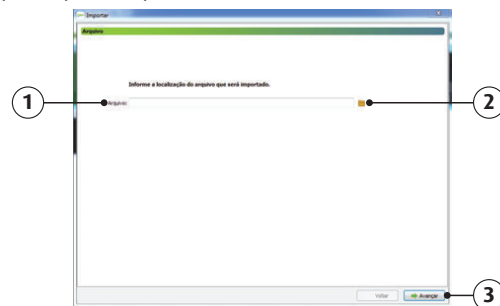 Importar
Arquivo
Informe a localização do arquivo que será importado.
1
Arquivo:
2
Voltar
Avançar
3